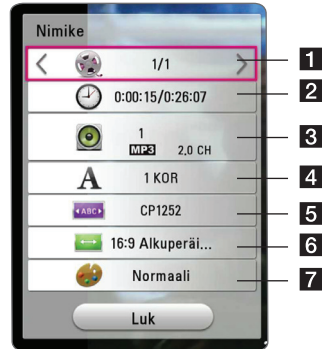 Nimike
1/1
1
0:00:15/0:26:07
2
1
MP3 2,0 CH
3
A 1 KOR
4
ABC CP1252
5
16:9 Alkuperäi...
6
Normaali
7
Luk